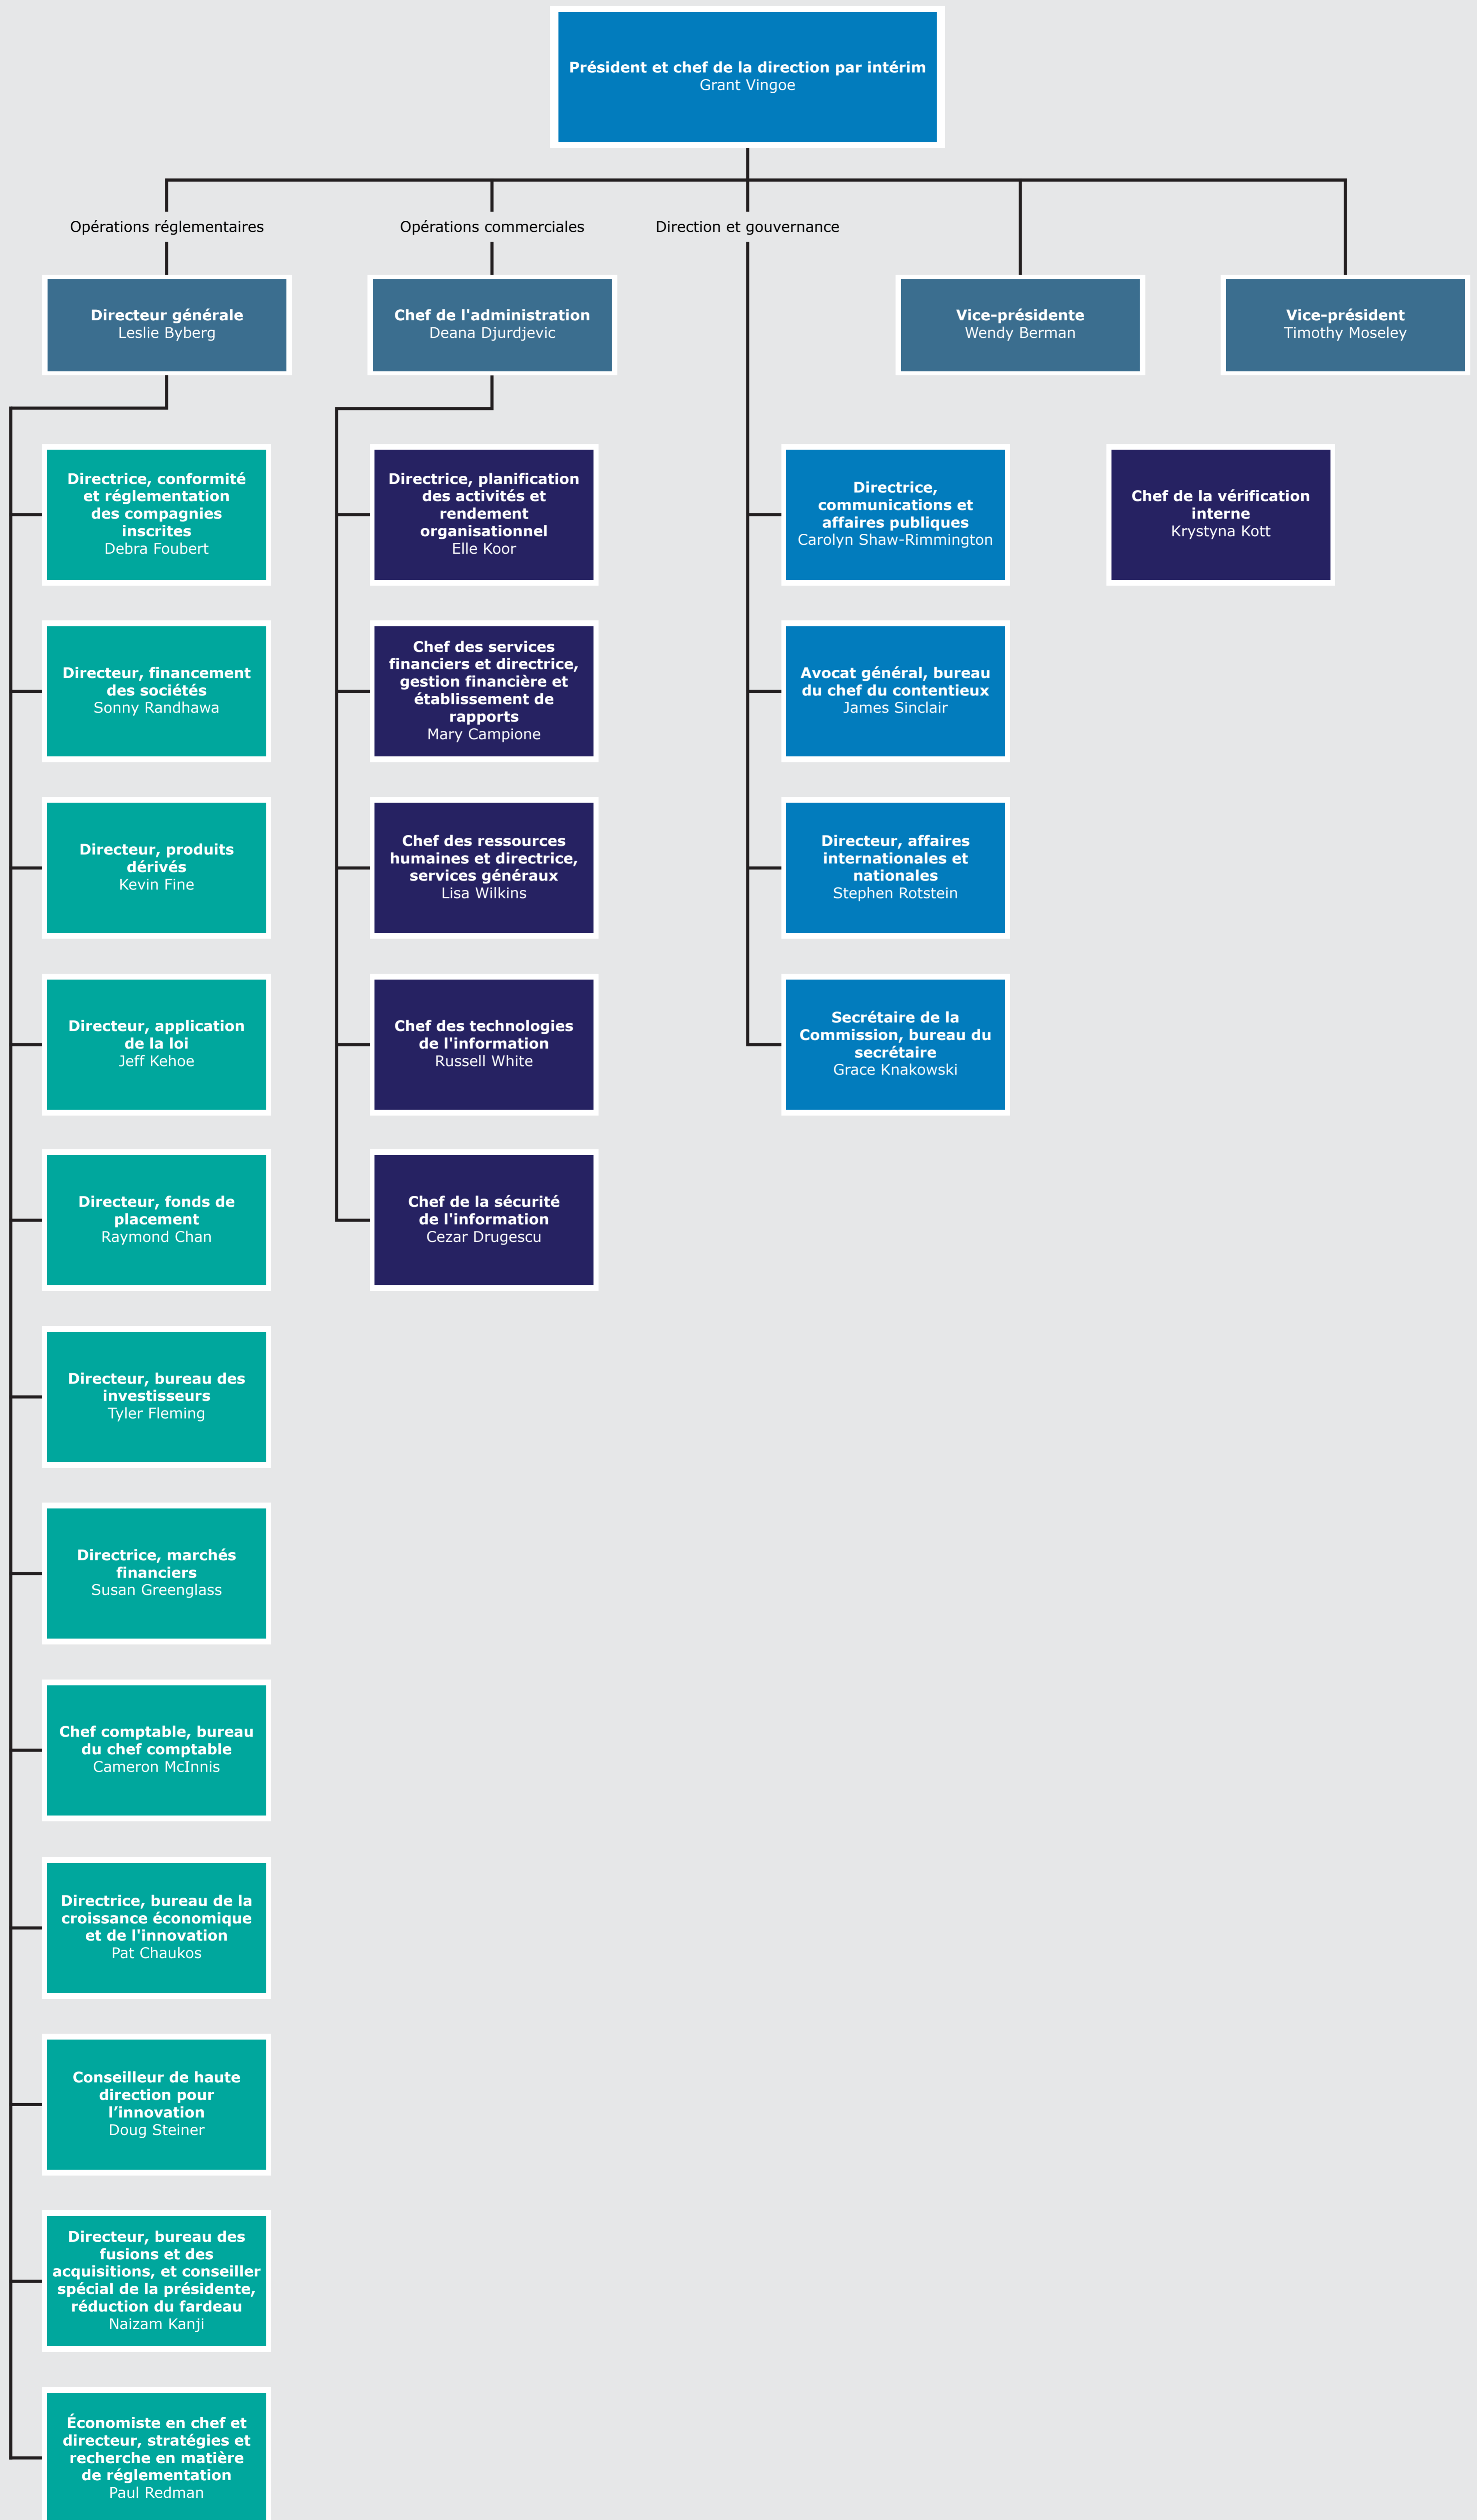 Président et chef de la direction par intérim
Grant Vingoe
Opérations réglementaires
Opérations commerciales
Direction et gouvernance
Directeur générale
Leslie Byberg
Chef de l'administration
Deana Djurdjevic
Vice-présidente
Wendy Berman
Vice-président
Timothy Moseley
Directrice, conformité
et réglementation
des compagnies
inscrites
Debra Foubert
Directeur, financement
des sociétés
Sonny Randhawa
Directeur, produits
dérivés
Kevin Fine
Directeur, application
de la loi
Jeff Kehoe
Directeur, fonds de
placement
Raymond Chan
Directeur, bureau des
investisseurs
Tyler Fleming
Directrice, marchés
financiers
Susan Greenglass
Chef comptable, bureau
du chef comptable
Cameron McInnis
Directrice, bureau de la
croissance économique
et de l'innovation
Pat Chaukos
Conseilleur de haute
direction pour
l’innovation
Doug Steiner
Directeur, bureau des
fusions et des
acquisitions, et conseiller
spécial de la présidente,
réduction du fardeau
Naizam Kanji
Économiste en chef et
directeur, stratégies et
recherche en matière
de réglementation
Paul Redman
Directrice, planification
des activités et
rendement
organisationnel
Elle Koor
Chef des services
financiers et directrice,
gestion financière et
établissement de
rapports
Mary Campione
Chef des ressources
humaines et directrice,
services généraux
Lisa Wilkins
Chef des technologies
de l'information
Russell White
Chef de la sécurité
de l'information
Cezar Drugescu
Directrice,
communications et
affaires publiques
Carolyn Shaw-Rimmington
Avocat général, bureau
du chef du contentieux
James Sinclair
Directeur, affaires
internationales et
nationales
Stephen Rotstein
Secrétaire de la
Commission, bureau du
secrétaire
Grace Knakowski
Chef de la vérification
interne
Krystyna Kott